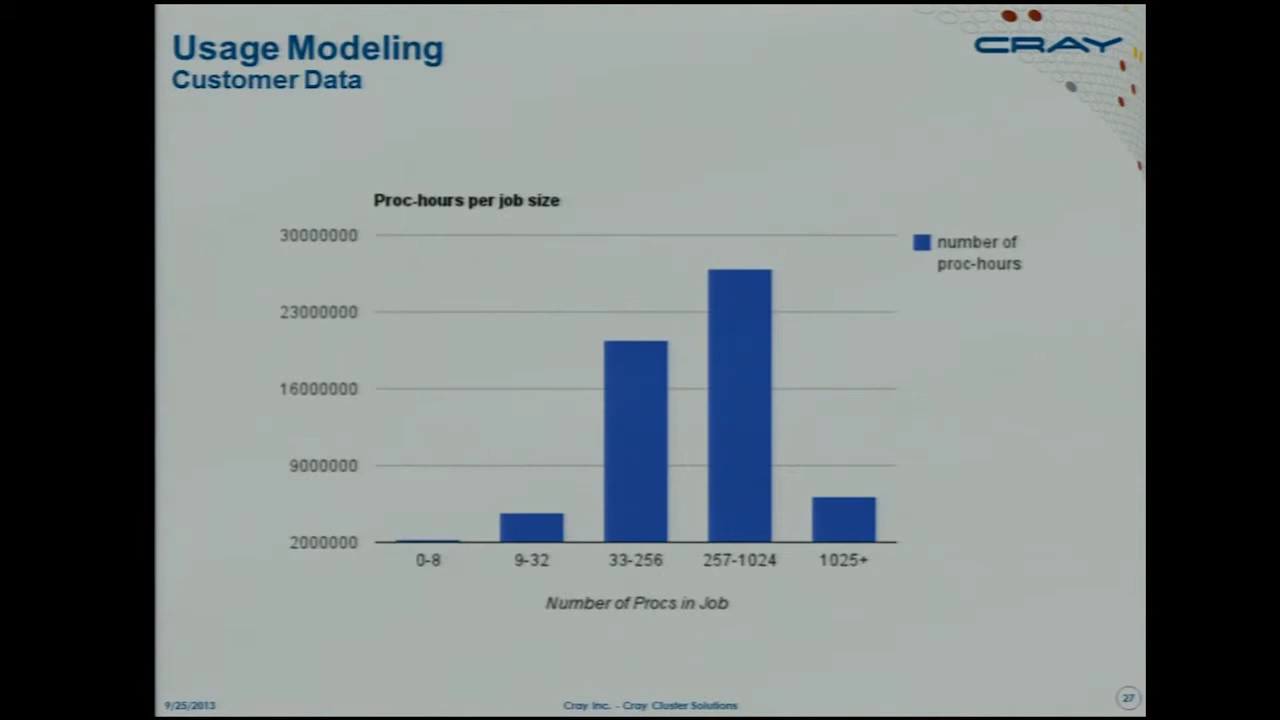 Usage Modeling
Customer Data
CRAY
Proc-hours per job size
30000000
23000000
16000000
9000000
2000000
number of
proc-hours
0-8 9-32 33-256 257-1024 1025+
Number of Procs in Job
9/25/2013
Cray Inc. - Cray Cluster Solutions
27